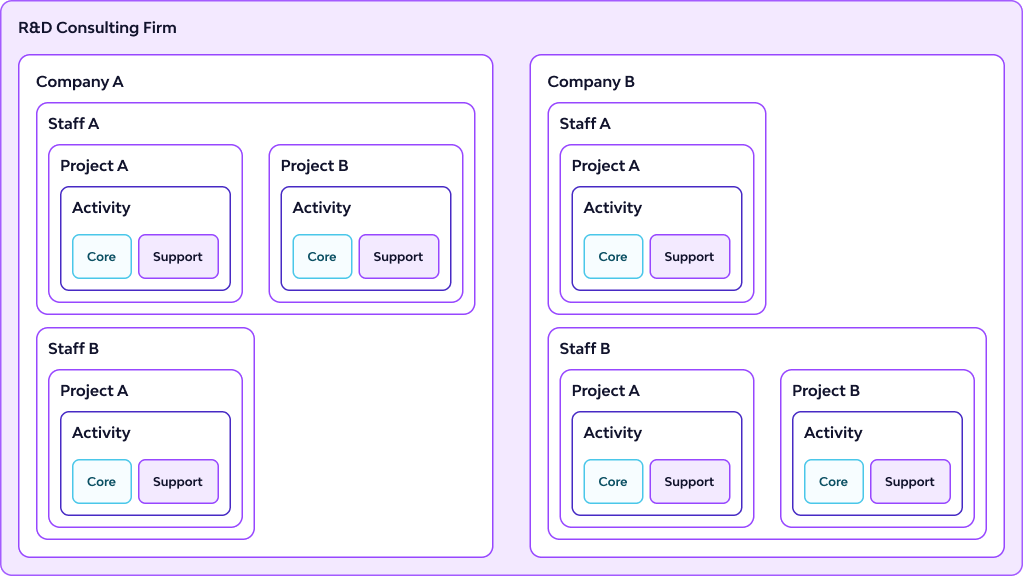 R&D Consulting Firm
Company A
Staff A
Project A
Activity
Core
Support
Project B
Activity
Core
Support
Staff B
Project A
Activity
Core
Support
Company B
Staff A
Project A
Activity
Core
Support
Staff B
Project A
Activity
Core
Support
Project B
Activity
Core
Support